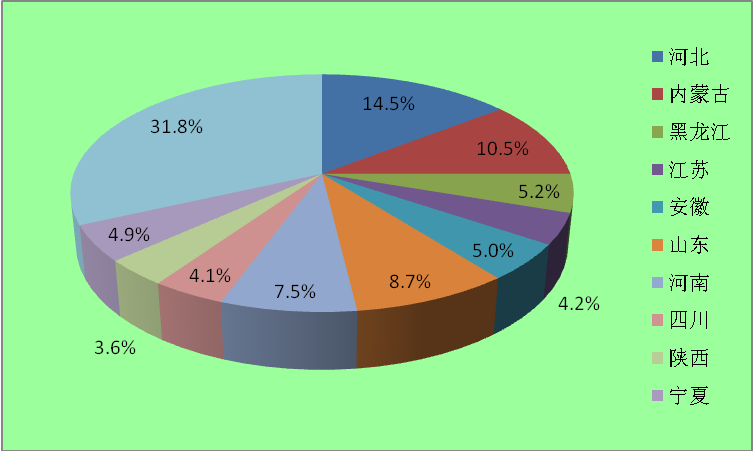 31.8%
14.5%
10.5%
5.2%
4.2%
5.0%
8.7%
7.5%
4.1%
3.6%
4.9%
河北
内蒙古
黑龙江
江苏
安徽
山东
河南
四川
陕西
宁夏